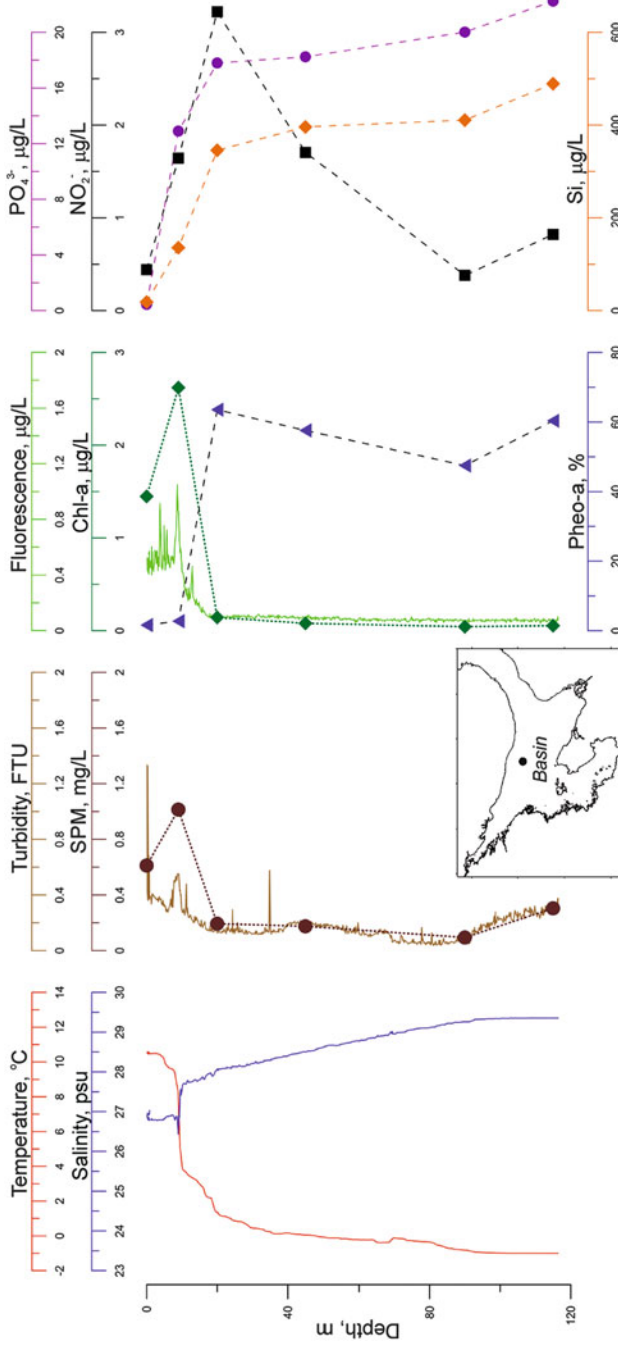 Temperature, °C
-2 0 2 4 6 8 10 12 14
Salinity, psu
23 24 25 26 27 28 29 30
Depth, m
0
40
80
120
Turbidity, FTU
0 0.4 0.8 1.2 1.6 2
SPM, mg/L
0 0.4 0.8 1.2 1.6 2
Basin
Fluorescence, μg/L
0 0.4 0.8 1.2 1.6 2
Chl-a, μg/L
0 1 2 3
Pheo-a, %
0 20 40 60 80
PO₄³⁻, μg/L
0 4 8 12 16 20
NO₂⁻, μg/L
0 1 2 3
Si, μg/L
0 200 400 600